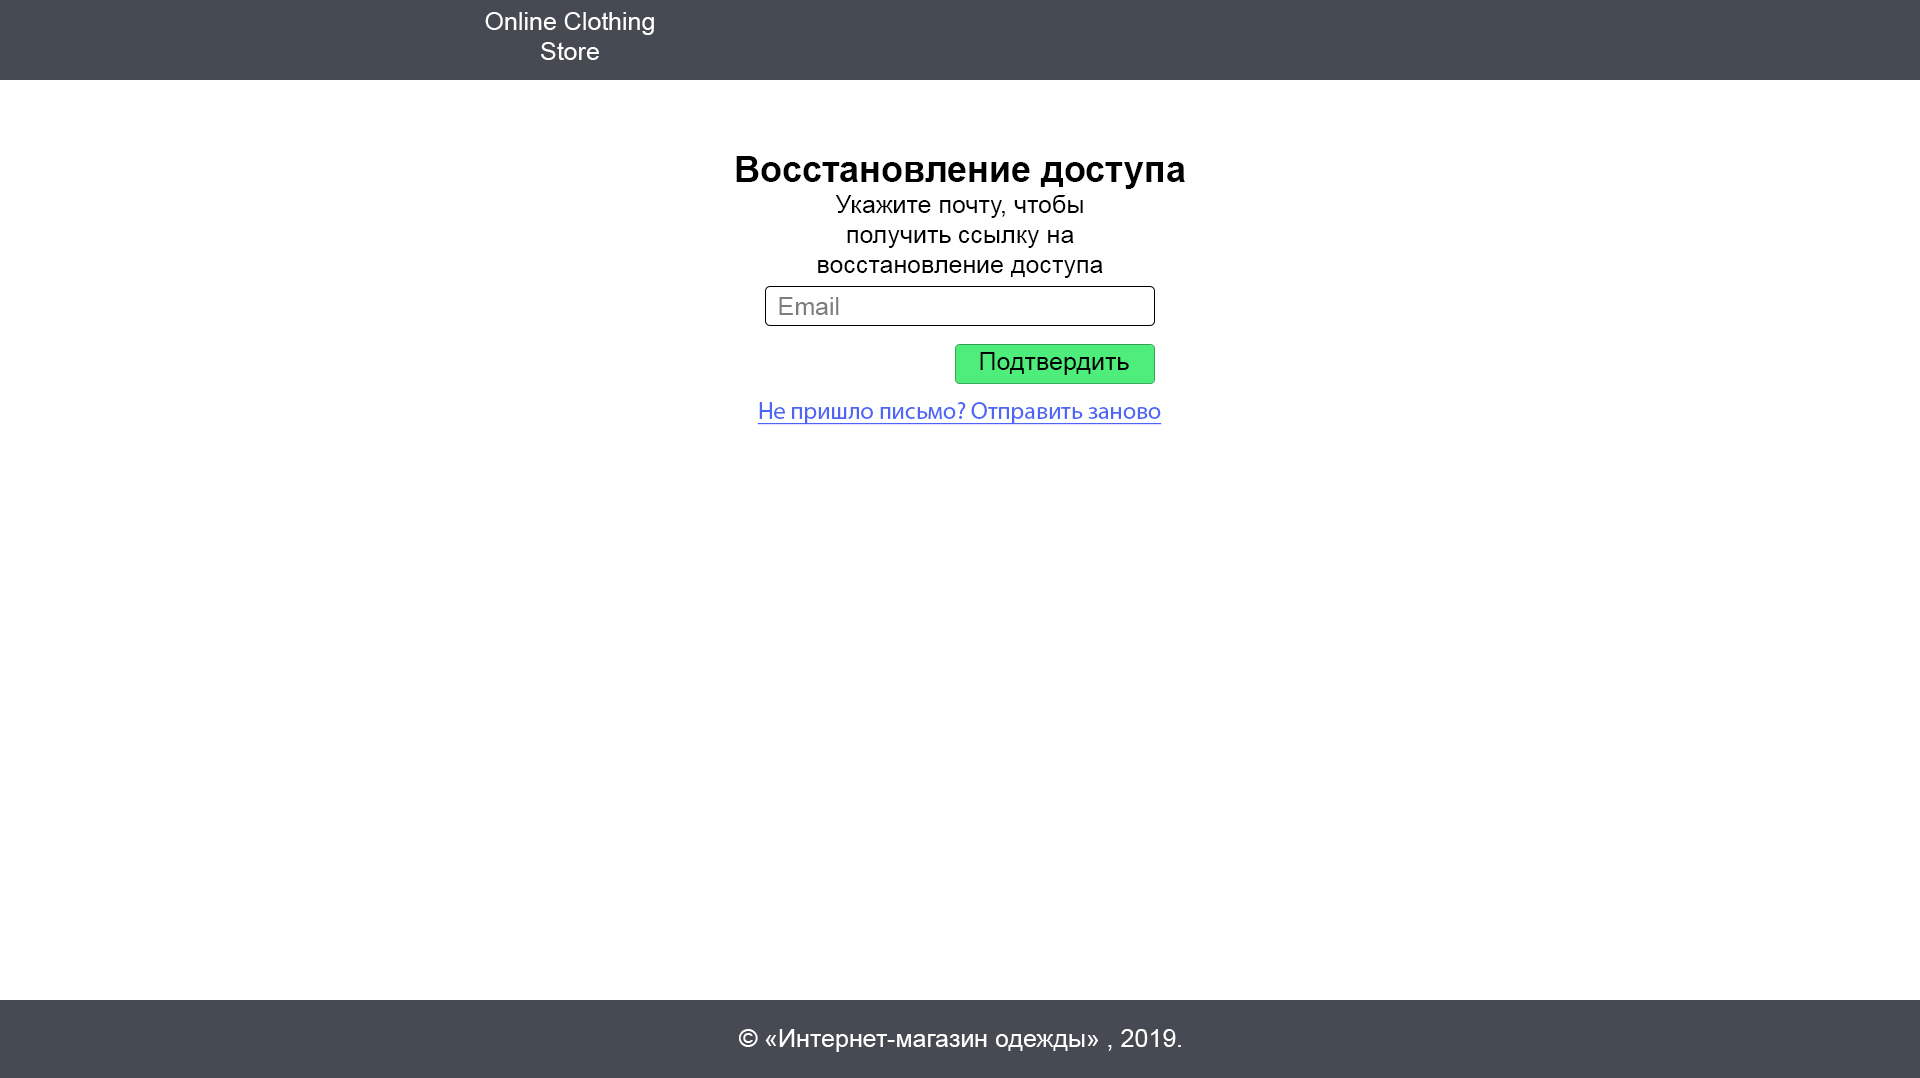 Online Clothing
Store
Восстановление доступа
Укажите почту, чтобы
получить ссылку на
восстановление доступа
Email
Подтвердить
Не пришло письмо? Отправить заново
© «Интернет-магазин одежды» , 2019.